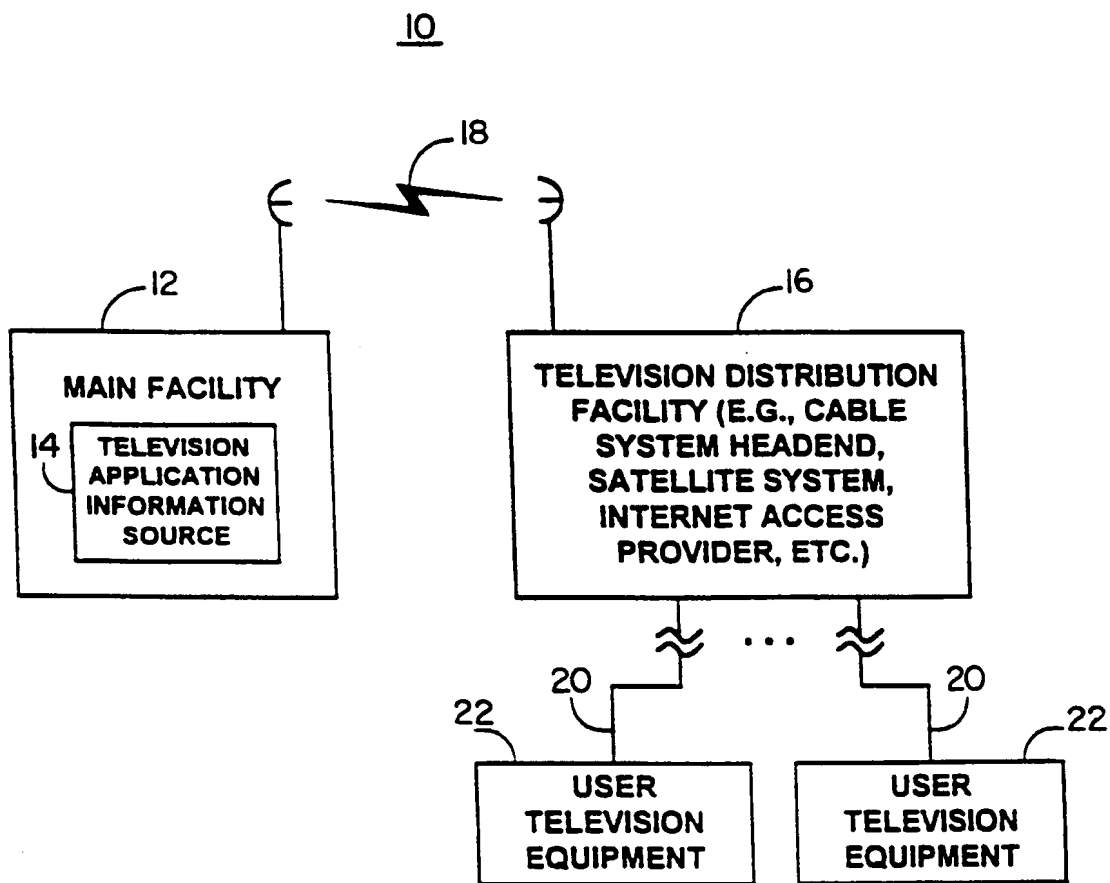 10
18
12
16
MAIN FACILITY
14
TELEVISION
APPLICATION
INFORMATION
SOURCE
TELEVISION DISTRIBUTION
FACILITY (E.G., CABLE
SYSTEM HEADEND,
SATELLITE SYSTEM,
INTERNET ACCESS
PROVIDER, ETC.)
...
20
20
22
22
USER
TELEVISION
EQUIPMENT
USER
TELEVISION
EQUIPMENT